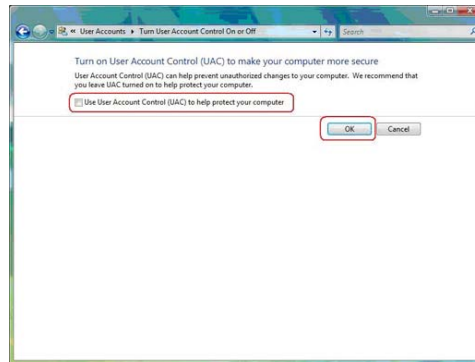 « User Accounts ▸ Turn User Account Control On or Off
Search
Turn on User Account Control (UAC) to make your computer more secure
User Account Control (UAC) can help prevent unauthorized changes to your computer. We recommend that
you leave UAC turned on to help protect your computer.
Use User Account Control (UAC) to help protect your computer
OK
Cancel